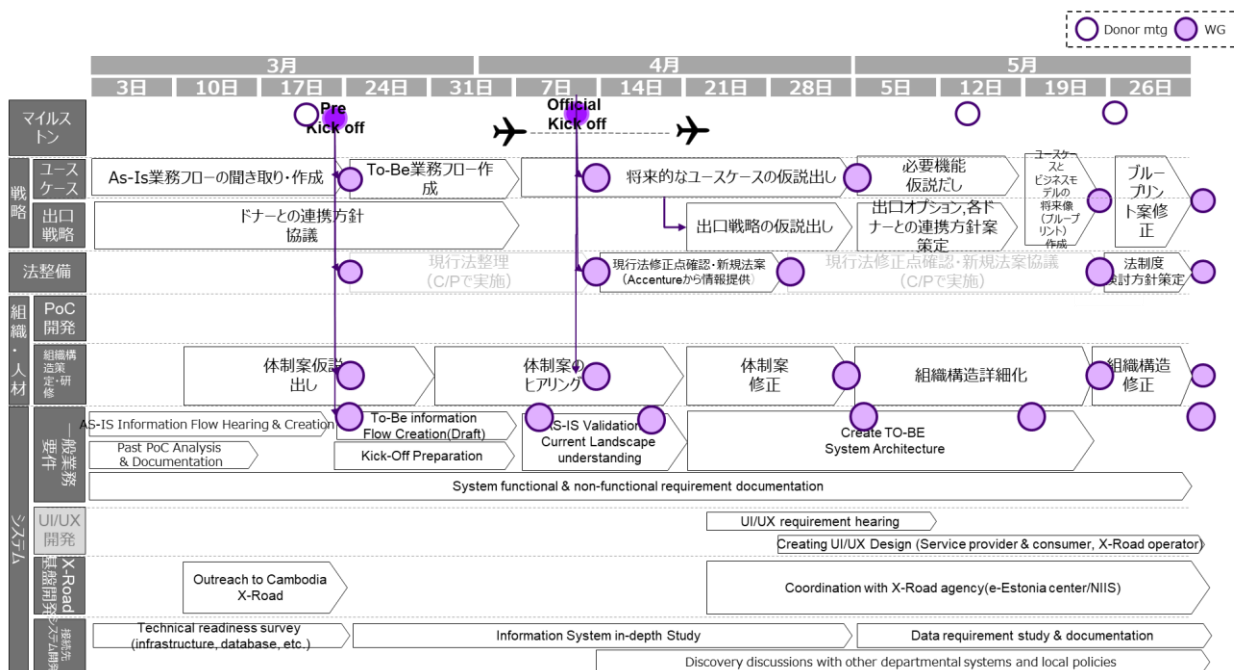 Donor mtg
WG
3月
4月
5月
3日
10日
17日
24日
31日
7日
14日
21日
28日
5日
12日
19日
26日
マイルス
トン
Pre
Kick off
Official
Kick off
戦略
ユース
ケース
As-Is業務フローの聞き取り・作成
To-Be業務フロー作
成
将来的なユースケースの仮説出し
必要機能
仮説だし
ユースケース
とビジネスモ
デルの
将来像
(ブループ
リント)
作成
ブルー
プリン
ト案修
正
出口
戦略
ドナーとの連携方針
協議
出口戦略の仮説出し
出口オプション,各ド
ナーとの連携方針案
策定
法整備
現行法整理
(C/Pで実施)
現行法修正点確認・新規法案
(Accentureから情報提供)
現行法修正点確認・新規法案協議
(C/Pで実施)
法制度
検討方針策定
組織・人材
PoC
開発
組織構
造策
定・研
修
体制案仮説
出し
体制案の
ヒアリング
体制案
修正
組織構造詳細化
組織構造
修正
システム
一般業務
要件
AS-IS Information Flow Hearing & Creation
To-Be information
Flow Creation(Draft)
AS-IS Validation
Current Landscape
understanding
Create TO-BE
System Architecture
Past PoC Analysis
& Documentation
Kick-Off Preparation
System functional & non-functional requirement documentation
UI/UX
開発
UI/UX requirement hearing
Creating UI/UX Design (Service provider & consumer, X-Road operator)
X-Road
基盤開発
Outreach to Cambodia
X-Road
Coordination with X-Road agency(e-Estonia center/NIIS)
接続先
システム開発
Technical readiness survey
(infrastructure, database, etc.)
Information System in-depth Study
Data requirement study & documentation
Discovery discussions with other departmental systems and local policies